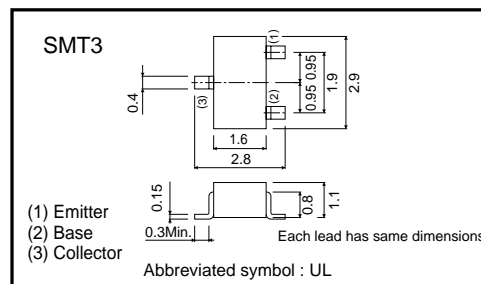 SMT3
(1)
0.4
(3)
(2)
0.95
0.95
1.9
2.9
1.6
2.8
0.15
0.3Min.
0.8
1.1
Each lead has same dimensions
(1) Emitter
(2) Base
(3) Collector
Abbreviated symbol : UL